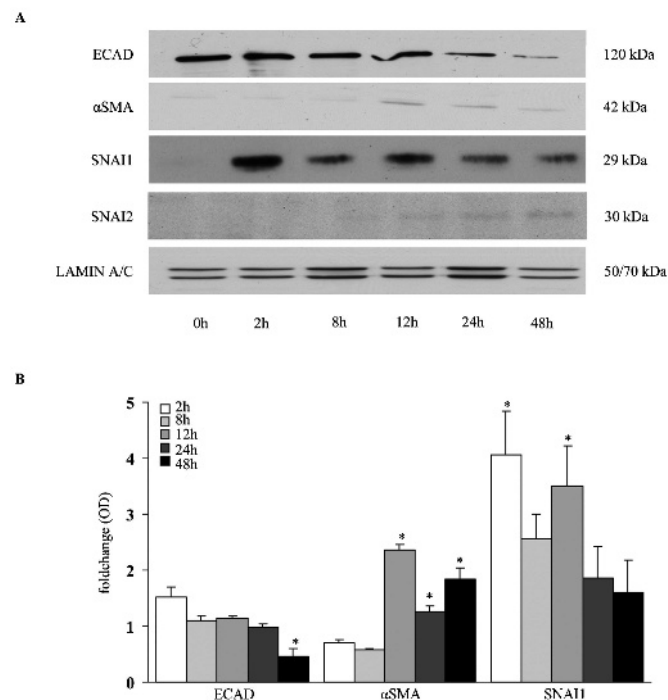 A
ECAD 120 kDa
αSMA 42 kDa
SNAI1 29 kDa
SNAI2 30 kDa
LAMIN A/C 50/70 kDa
0h 2h 8h 12h 24h 48h
B
foldchange (OD)
5
4
3
2
1
0
2h
8h
12h
24h
48h
* * * * * *
ECAD αSMA SNAI1